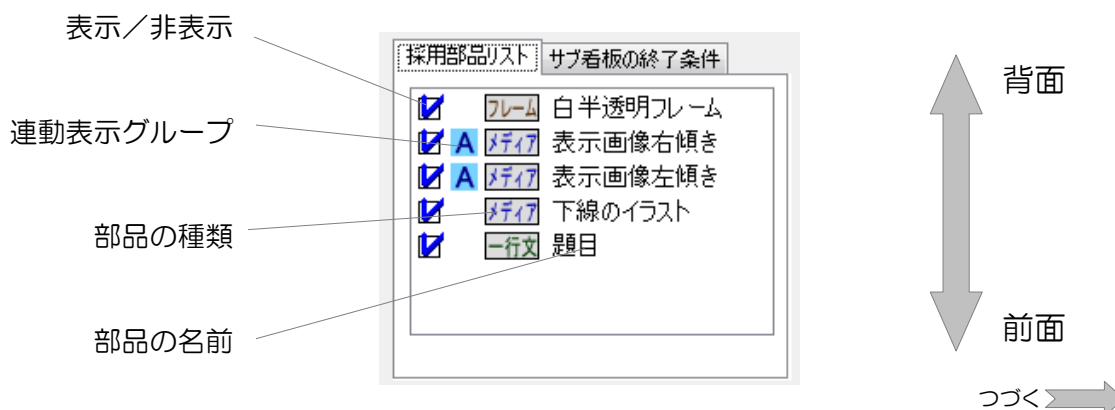 表示／非表示
連動表示グループ
部品の種類
部品の名前
採用部品リスト サブ看板の終了条件
フレーム 白半透明フレーム
A メディア 表示画像右傾き
A メディア 表示画像左傾き
メディア 下線のイラスト
一行文 題目
背面
前面
つづく